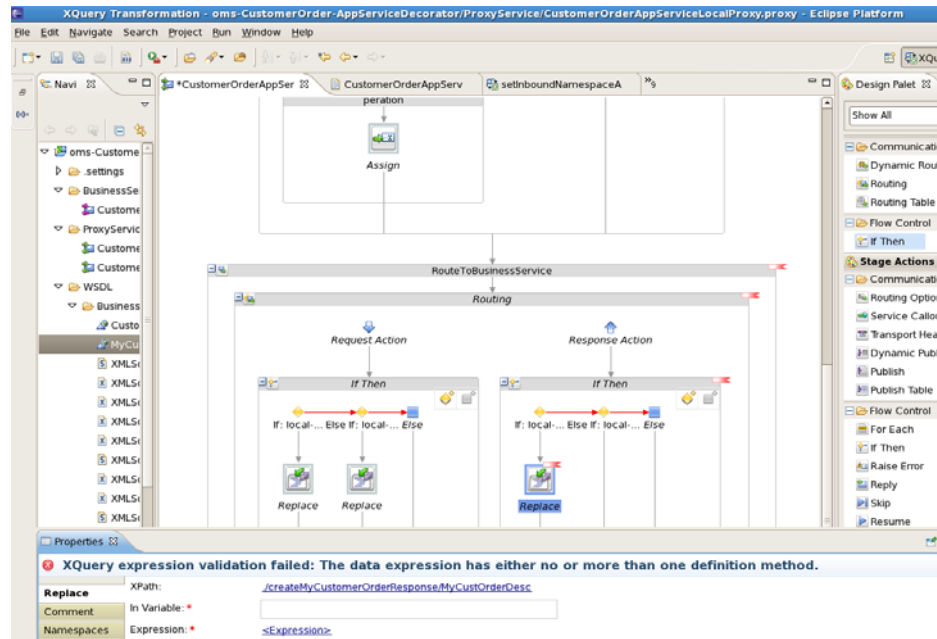 XQuery Transformation - oms-CustomerOrder-AppServiceDecorator/ProxyService/CustomerOrderAppServiceLocalProxy.proxy - Eclipse Platform
File Edit Navigate Search Project Run Window Help
XQu
Navi
*CustomerOrderAppSer
CustomerOrderAppServ
setInboundNamespaceA
»9
Design Palet
Show All
oms-Custome
.settings
BusinessSe
Custome
ProxyServic
Custome
Custome
WSDL
Business
Custo
MyCu
XMLS
XMLS
XMLS
XMLS
XMLS
XMLS
XMLS
XMLS
XMLS
peration
Assign
RouteToBusinessService
Routing
Request Action
Response Action
If Then
If Then
If: local-... Else If: local-... Else
If: local-... Else If: local-... Else
Replace
Replace
Replace
Communicati
Dynamic Rou
Routing
Routing Table
Flow Control
If Then
Stage Actions
Communicati
Routing Optio
Service Callou
Transport Hea
Dynamic Publ
Publish
Publish Table
Flow Control
For Each
If Then
Raise Error
Reply
Skip
Resume
Properties
XQuery expression validation failed: The data expression has either no or more than one definition method.
Replace
Comment
Namespaces
XPath:
./createMyCustomerOrderResponse/MyCustOrderDesc
In Variable: *
Expression: *
<Expression>